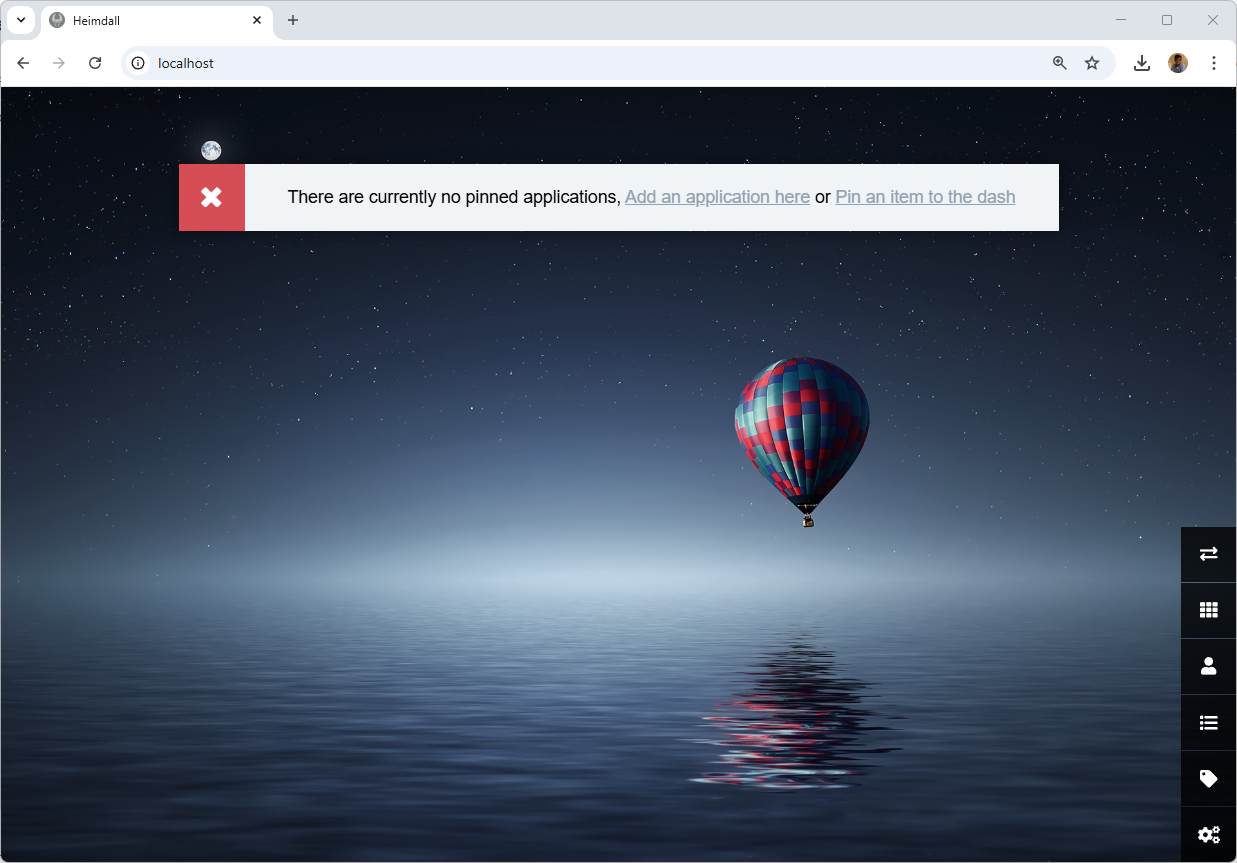 Heimdall
localhost
There are currently no pinned applications, Add an application here or Pin an item to the dash